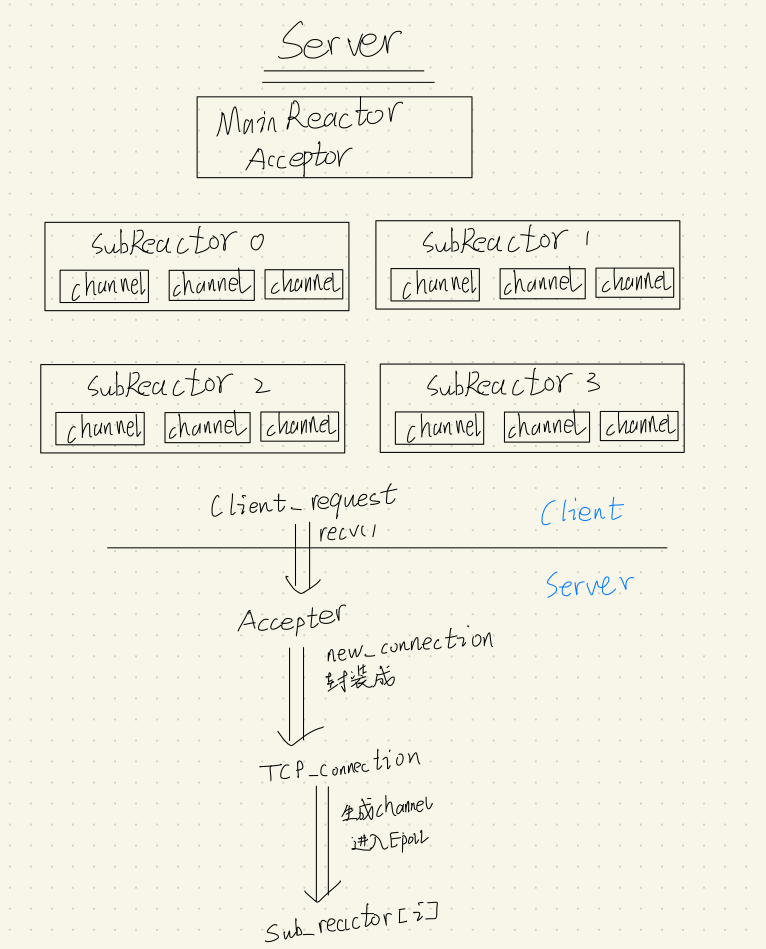 Server
MainReactor
Acceptor
subReactor 0
channel channel channel
subReactor 1
channel channel channel
subReactor 2
channel channel channel
subReactor 3
channel channel channel
Client_request
recv()
Client
Server
Accepter
new_connection
封装成
TCP_connection
生成channel
进入Epoll
Sub_reactor[i]